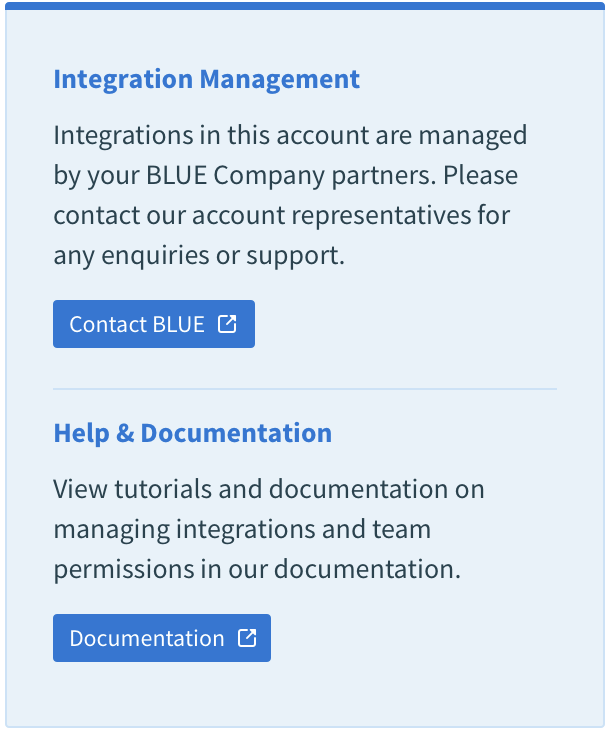 Integration Management
Integrations in this account are managed
by your BLUE Company partners. Please
contact our account representatives for
any enquiries or support.
Contact BLUE
Help & Documentation
View tutorials and documentation on
managing integrations and team
permissions in our documentation.
Documentation